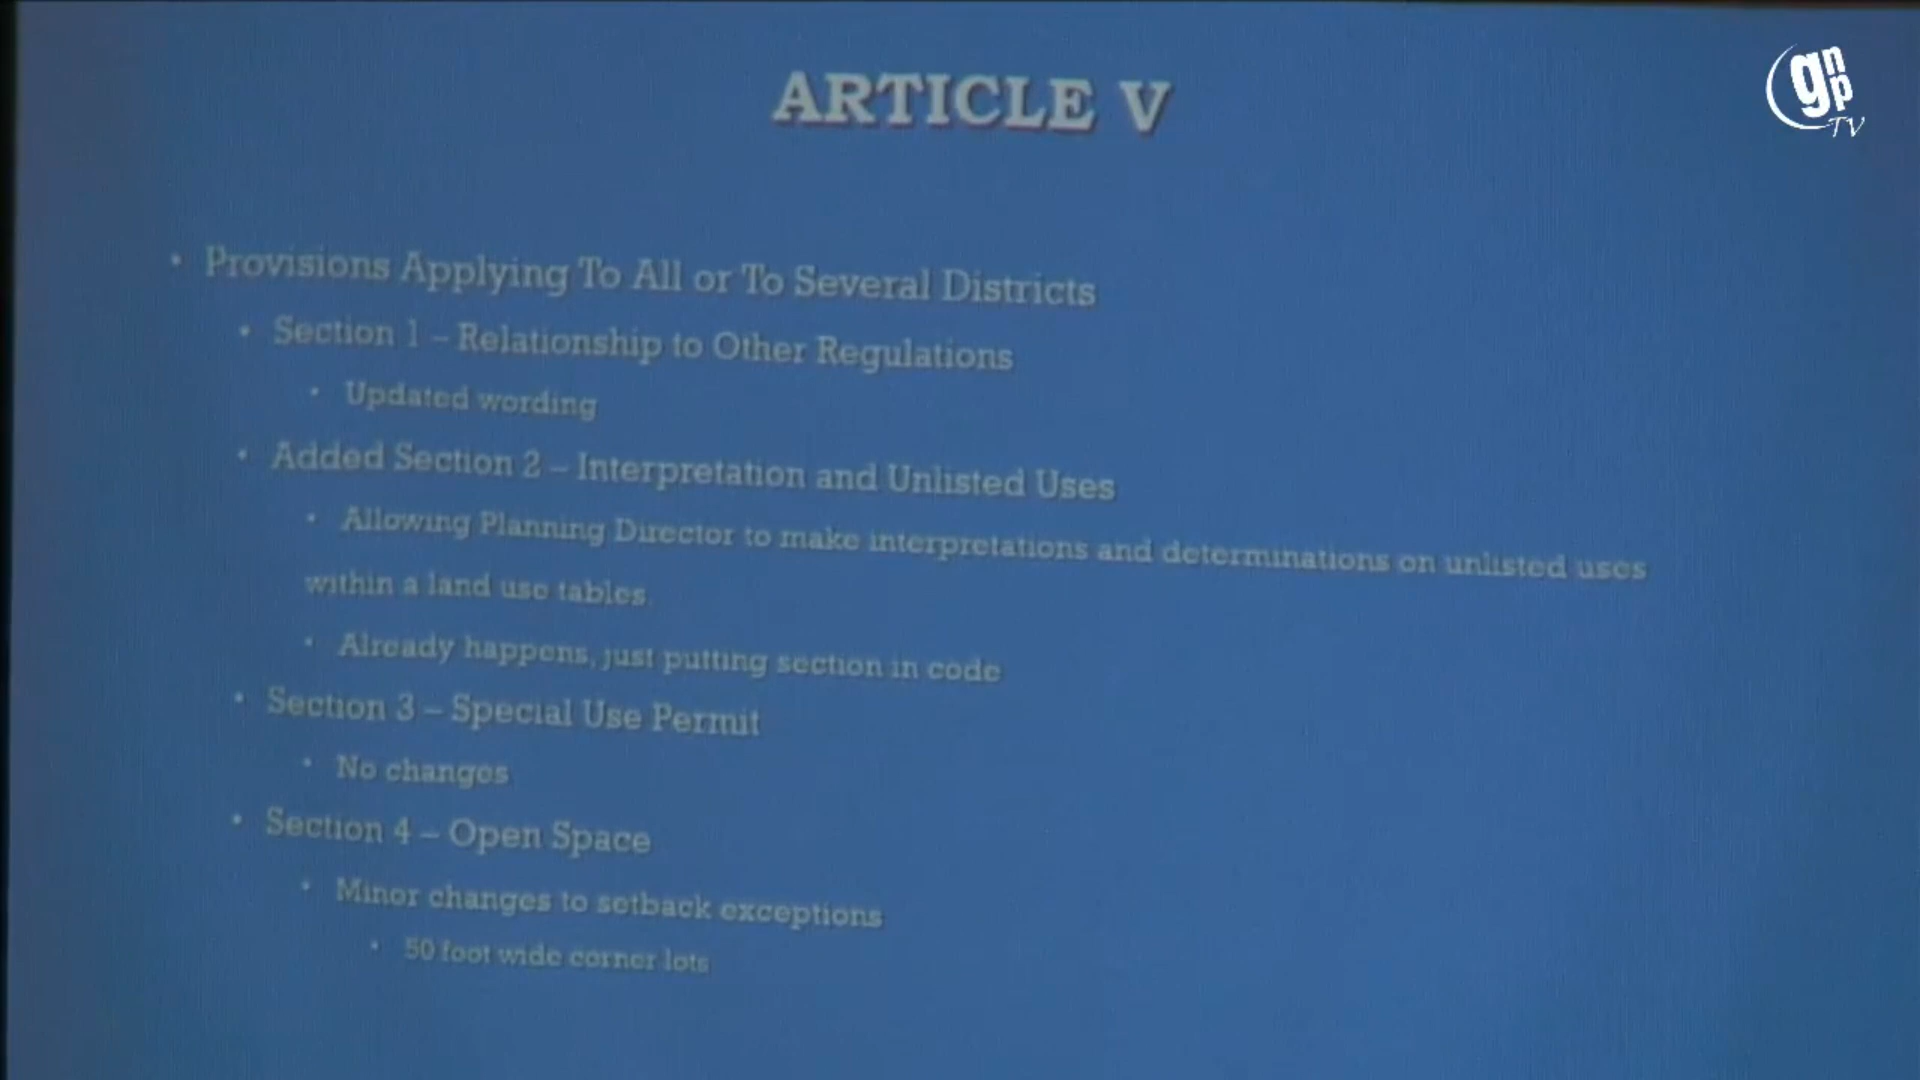 ARTICLE V
gnp
TV
• Provisions Applying To All or To Several Districts
• Section 1 – Relationship to Other Regulations
• Updated wording
• Added Section 2 – Interpretation and Unlisted Uses
• Allowing Planning Director to make interpretations and determinations on unlisted uses
within a land use tables.
• Already happens, just putting section in code
• Section 3 – Special Use Permit
• No changes
• Section 4 – Open Space
• Minor changes to setback exceptions
• 50 foot wide corner lots